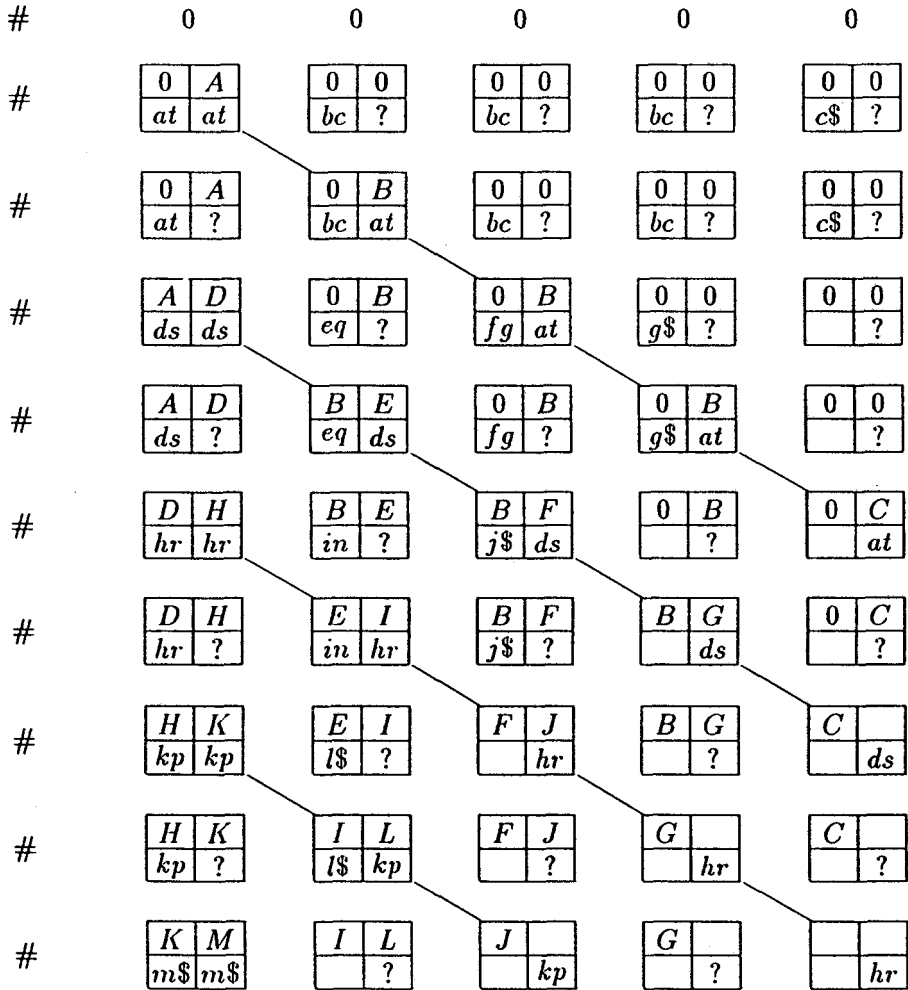 # 0 0 0 0 0
0 A 0 0 0 0 0 0 0 0
#
at at bc ? bc ? bc ? c$ ?
0 A 0 B 0 0 0 0 0 0
#
at ? bc at bc ? bc ? c$ ?
A D 0 B 0 B 0 0 0 0
#
ds ds eq ? fg at g$ ? ?
A D B E 0 B 0 B 0 0
#
ds ? eq ds fg ? g$ at ?
D H B E B F 0 B 0 C
#
hr hr in ? j$ ds ? at
D H E I B F B G 0 C
#
hr ? in hr j$ ? ds ?
H K E I F J B G C
#
kp kp l$ ? hr ? ds
H K I L F J G C
#
kp ? l$ kp ? hr ?
K M I L J G
#
m$ m$ ? kp ? hr